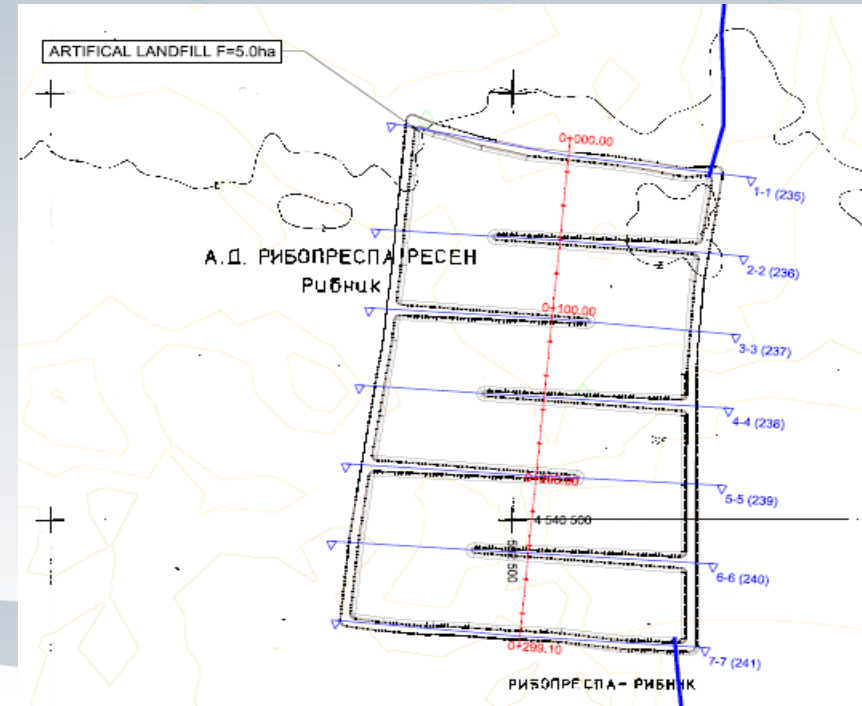 ARTIFICAL LANDFILL F=5.0ha
0+000.00
1-1 (235)
А.Д. РИБОПРЕСПА РЕСЕН
Рибник
2-2 (236)
0+100.00
3-3 (237)
4-4 (238)
5-5 (239)
4 540 500
500
6-6 (240)
0+299.10
7-7 (241)
РИБОПРЕСПА- РИБНИК